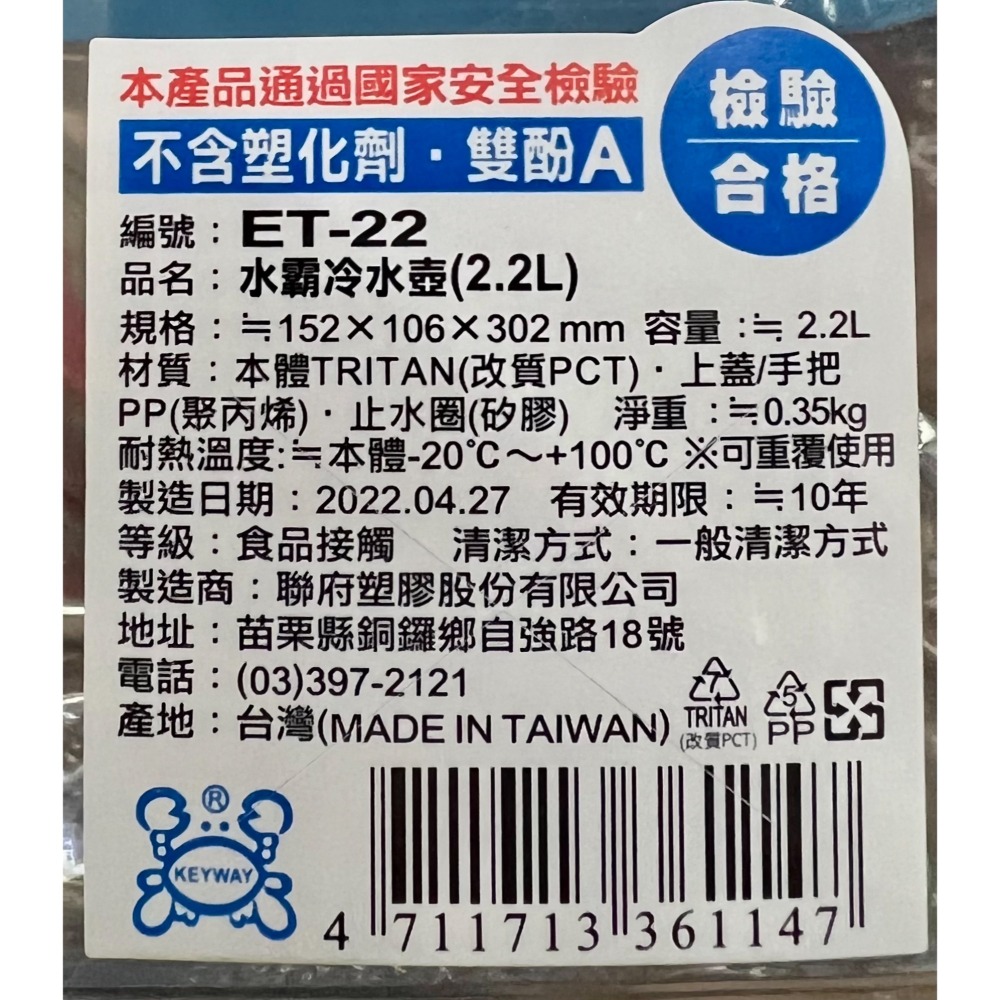 本產品通過國家安全檢驗
不含塑化劑．雙酚A
檢驗
合格
編號：ET-22
品名：水霸冷水壺(2.2L)
規格：≒152×106×302 mm 容量：≒ 2.2L
材質：本體TRITAN(改質PCT)．上蓋/手把
PP(聚丙烯)．止水圈(矽膠) 淨重：≒0.35kg
耐熱溫度:≒本體-20℃～+100℃ ※可重覆使用
製造日期：2022.04.27 有效期限：≒10年
等級：食品接觸 清潔方式：一般清潔方式
製造商：聯府塑膠股份有限公司
地址：苗栗縣銅鑼鄉自強路18號
電話：(03)397-2121
產地：台灣(MADE IN TAIWAN)
7
TRITAN
(改質PCT)
5
PP
®
KEYWAY
4 711713 361147